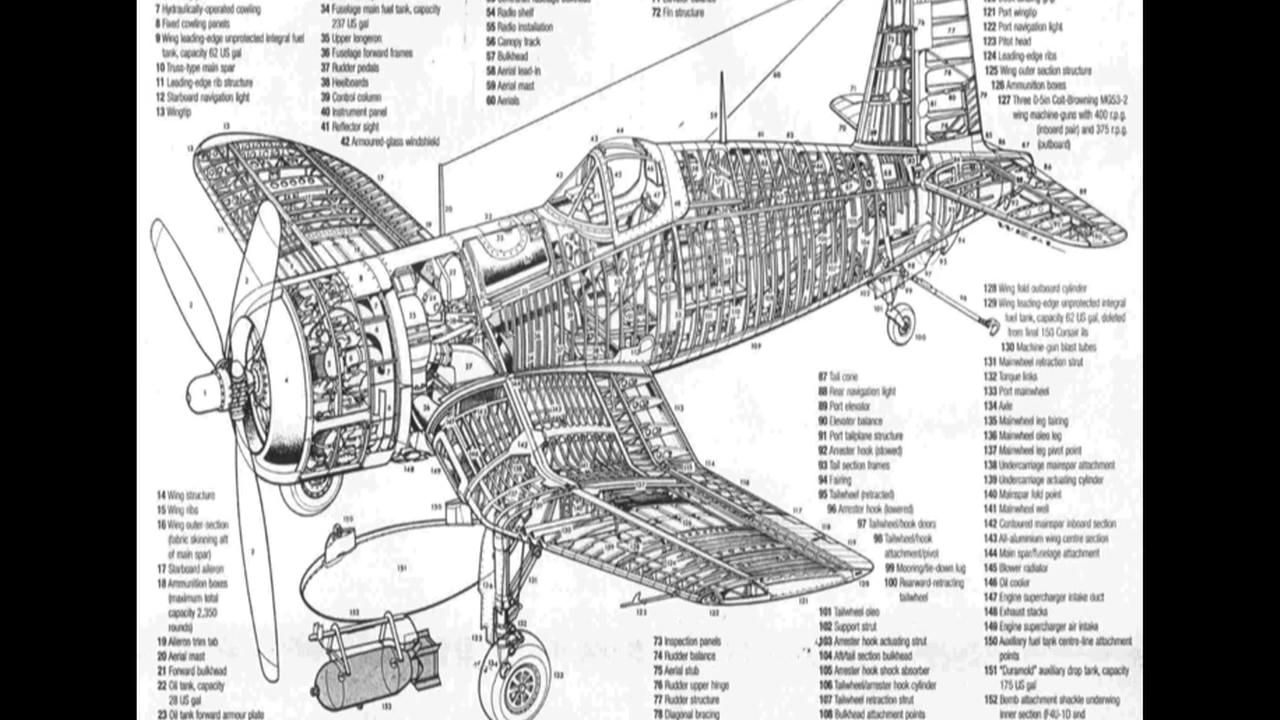 7 Hydraulically-operated cowling
8 Fixed cowling panels
9 Wing leading-edge unprotected integral fuel
tank, capacity 62 US gal
10 Truss-type main spar
11 Leading-edge rib structure
12 Starboard navigation light
13 Wingtip
34 Fuselage main fuel tank, capacity
237 US gal
35 Upper longeron
36 Fuselage forward frames
37 Rudder pedals
38 Heelboards
39 Control column
40 Instrument panel
41 Reflector sight
42 Armoured-glass windshield
54 Radio shelf
55 Radio installation
56 Canopy track
57 Bulkhead
58 Aerial lead-in
59 Aerial mast
60 Aerials
72 Fin structure
121 Port wingtip
122 Port navigation light
123 Pitot head
124 Leading-edge ribs
125 Wing outer section structure
126 Ammunition boxes
127 Three 0·5in Colt-Browning MG53-2
wing machine-guns with 400 r.p.g.
(inboard pair) and 375 r.p.g.
(outboard)
128 Wing fold outboard cylinder
129 Wing leading-edge unprotected integral
fuel tank, capacity 62 US gal, deleted
from final 150 Corsair Is
130 Machine-gun blast tubes
131 Mainwheel retraction strut
132 Torque links
133 Port mainwheel
134 Axle
135 Mainwheel leg fairing
136 Mainwheel oleo leg
137 Mainwheel leg pivot point
138 Undercarriage mainspar attachment
139 Undercarriage actuating cylinder
140 Mainspar fold point
141 Mainwheel well
142 Contoured mainspar inboard section
143 All-aluminium wing centre section
144 Main spar/fuselage attachment
145 Blower radiator
146 Oil cooler
147 Engine supercharger intake duct
148 Exhaust stacks
149 Engine supercharger air intake
150 Auxiliary fuel tank centre-line attachment
points
151 "Duramold" auxiliary drop tank, capacity
175 US gal
152 Bomb attachment shackle underwing
inner section (F4U-1D and
87 Tail cone
88 Rear navigation light
89 Port elevator
90 Elevator balance
91 Port tailplane structure
92 Arrester hook (stowed)
93 Tail section frames
94 Fairing
95 Tailwheel (retracted)
96 Arrester hook (lowered)
97 Tailwheel/hook doors
98 Tailwheel/hook
attachment/pivot
99 Mooring/tie-down lug
100 Rearward-retracting
tailwheel
101 Tailwheel oleo
102 Support strut
103 Arrester hook actuating strut
104 Aft/tail section bulkhead
105 Arrester hook shock absorber
106 Tailwheel/arrester hook cylinder
107 Tailwheel retraction strut
108 Bulkhead attachment points
14 Wing structure
15 Wing ribs
16 Wing outer-section
(fabric skinning aft
of main spar)
17 Starboard aileron
18 Ammunition boxes
(maximum total
capacity 2,350
rounds)
19 Aileron trim tab
20 Aerial mast
21 Forward bulkhead
22 Oil tank, capacity
28 US gal
23 Oil tank forward armour plate
73 Inspection panels
74 Rudder balance
75 Aerial stub
76 Rudder upper hinge
77 Rudder structure
78 Diagonal bracing